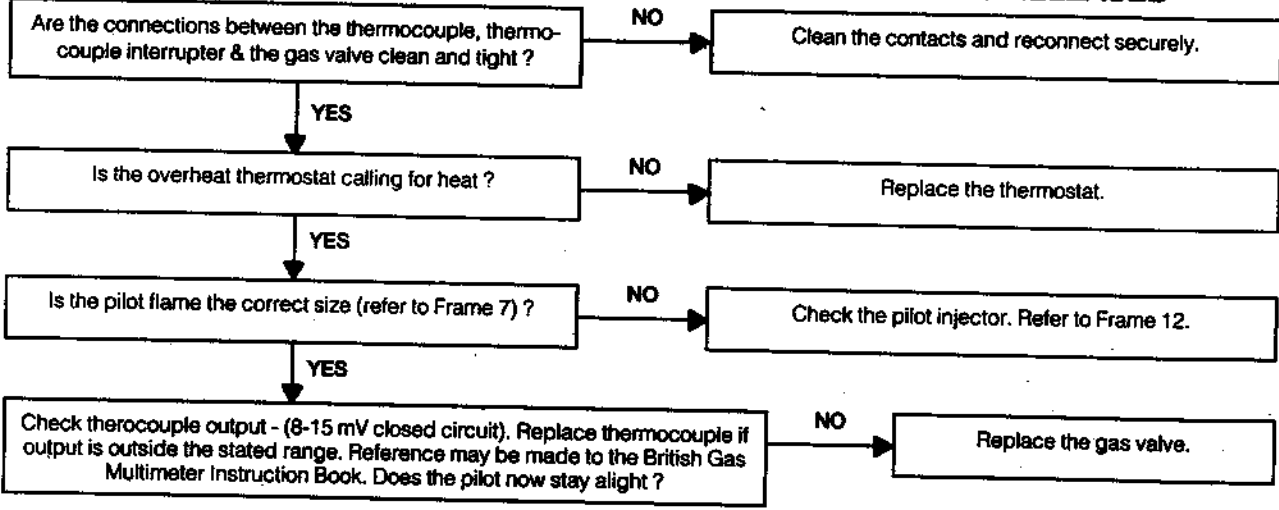 Are the connections between the thermocouple, thermo-
couple interrupter & the gas valve clean and tight ?
NO
Clean the contacts and reconnect securely.
YES
Is the overheat thermostat calling for heat ?
NO
Replace the thermostat.
YES
Is the pilot flame the correct size (refer to Frame 7) ?
NO
Check the pilot injector. Refer to Frame 12.
YES
Check therocouple output - (8-15 mV closed circuit). Replace thermocouple if
output is outside the stated range. Reference may be made to the British Gas
Multimeter Instruction Book. Does the pilot now stay alight ?
NO
Replace the gas valve.